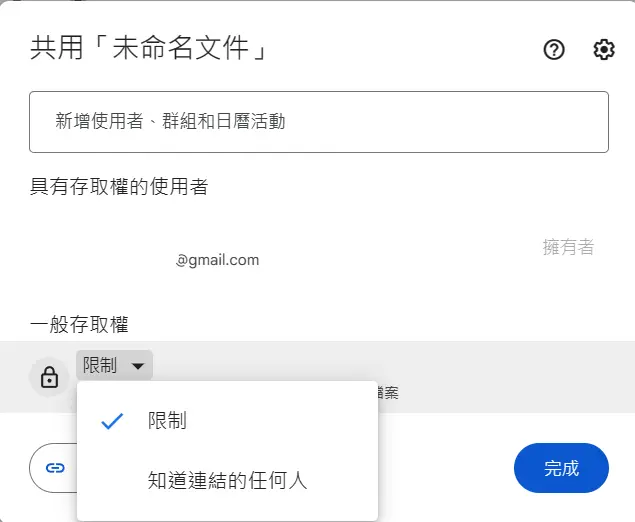 共用「未命名文件」
新增使用者、群組和日曆活動
具有存取權的使用者
@gmail.com
擁有者
一般存取權
限制
檔案
限制
知道連結的任何人
完成